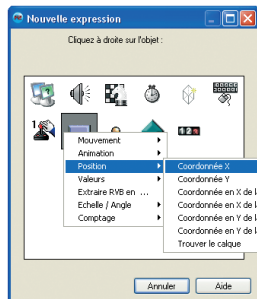 Nouvelle expression
Cliquez à droite sur l'objet :
Mouvement
Animation
Position
Valeurs
Extraire RVB en ...
Echelle / Angle
Comptage
Coordonnée X
Coordonnée Y
Coordonnée en X de
Coordonnée en X de
Coordonnée en Y de
Coordonnée en Y de
Trouver le calque
Annuler
Aide